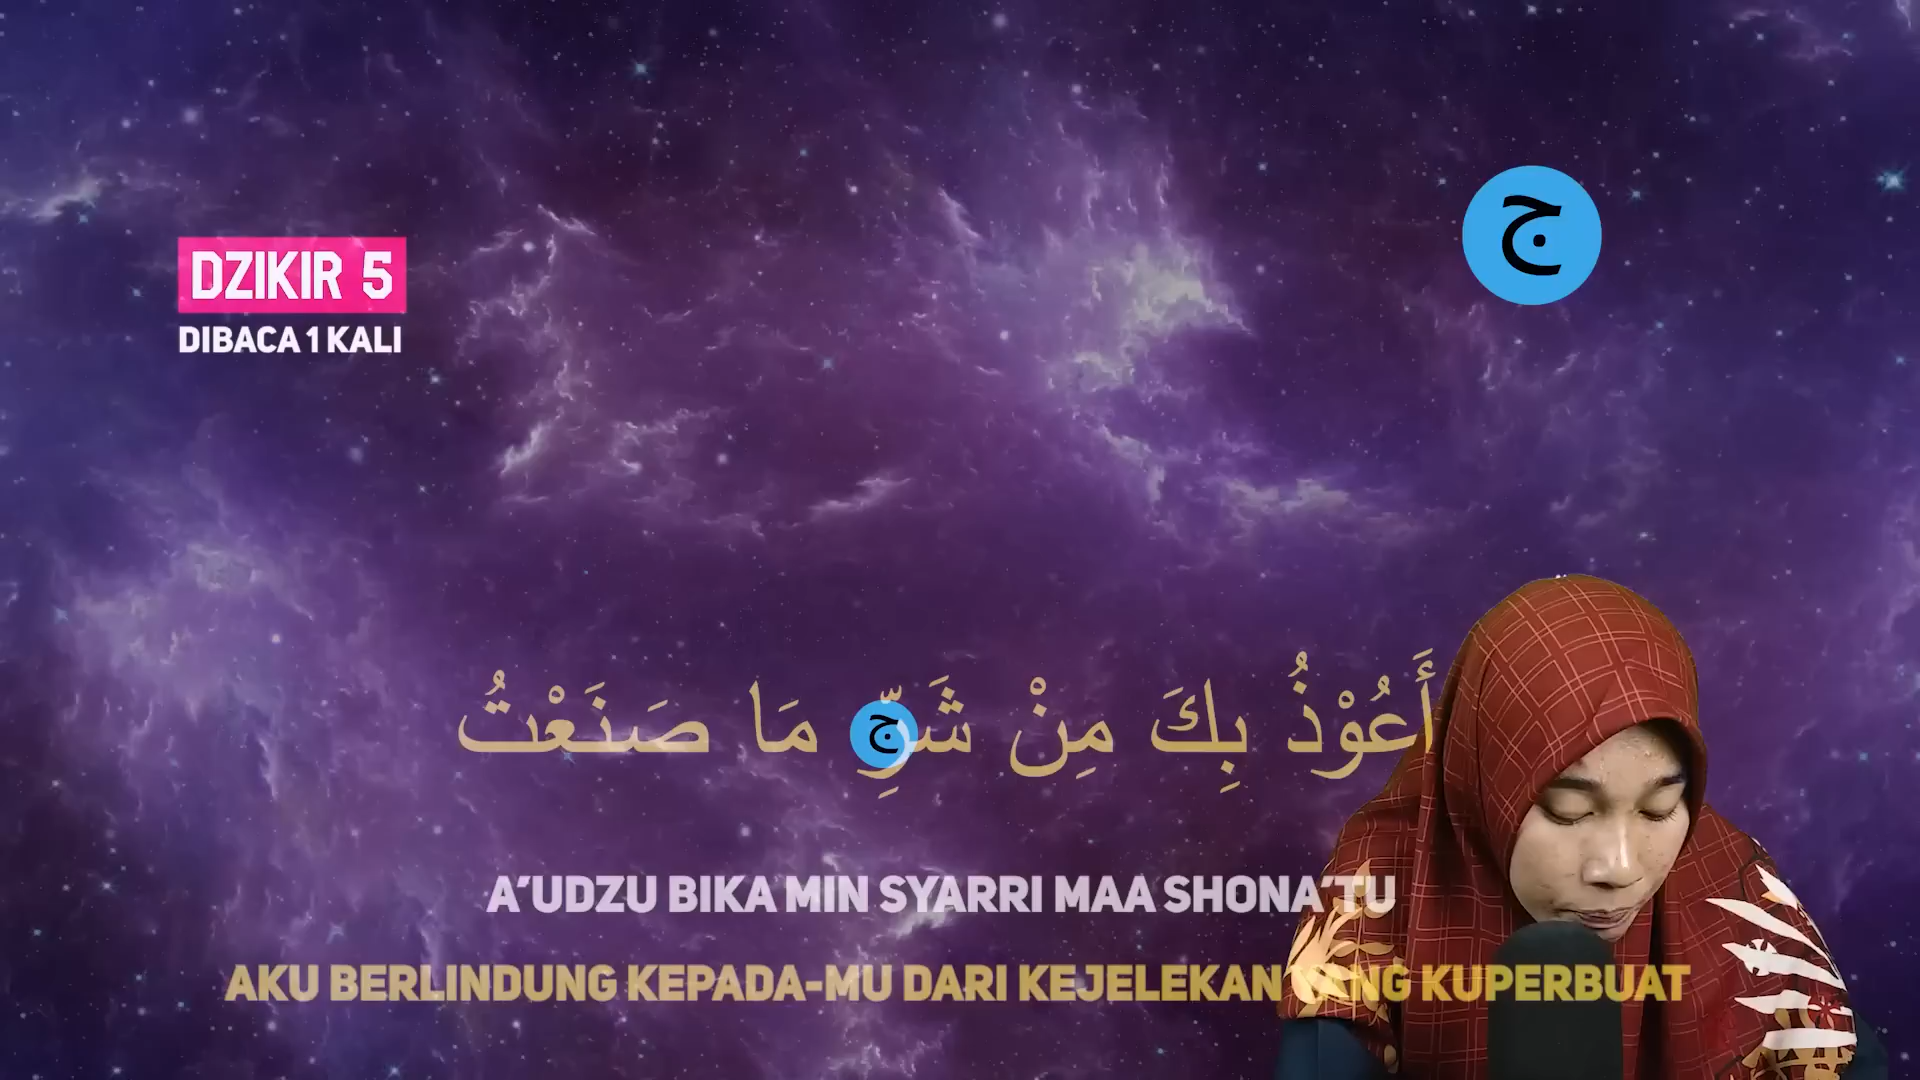 DZIKIR 5
DIBACA 1 KALI
ج
أَعُوْذُ بِكَ مِنْ شَرِّ مَا صَنَعْتُ
ج
A'UDZU BIKA MIN SYARRI MAA SHONA'TU
AKU BERLINDUNG KEPADA-MU DARI KEJELEKAN YANG KUPERBUAT